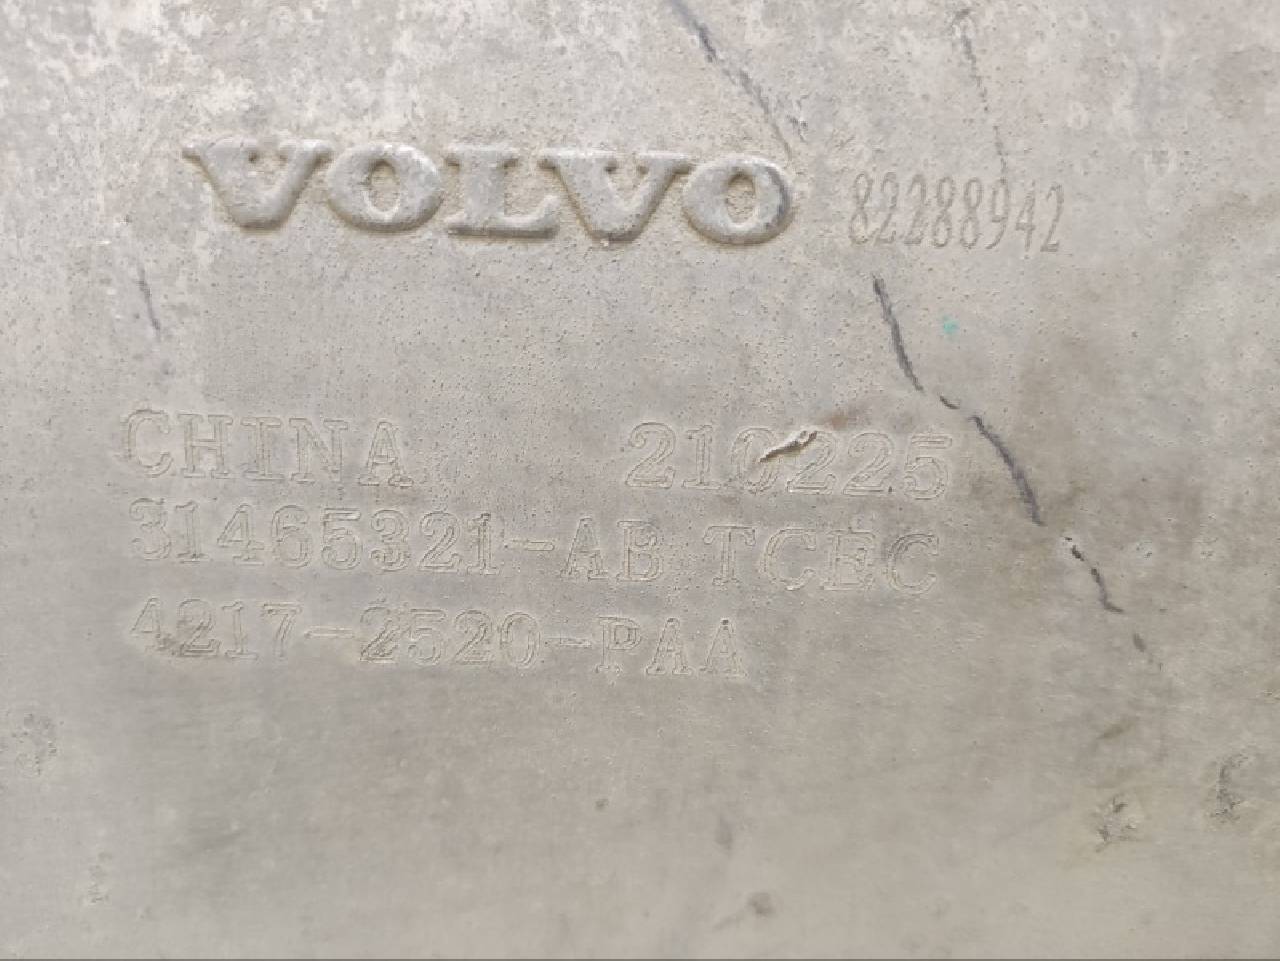 VOLVO 82288942
CHINA 210225
31465321-AB TCEC
4217-2520-PAA